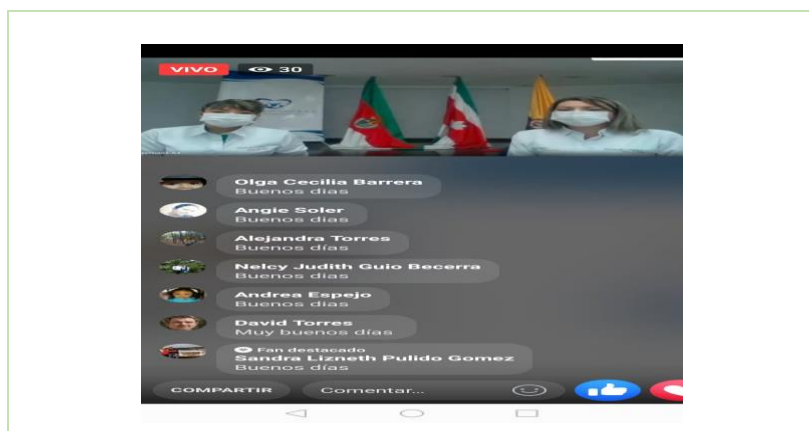 VIVO 30
Olga Cecilia Barrera
Buenos días
Angie Soler
Buenos días
Alejandra Torres
Buenos días
Nelcy Judith Guio Becerra
Buenos días
Andrea Espejo
Buenos días
David Torres
Muy buenos días
Fan destacado
Sandra Lizneth Pulido Gomez
Buenos días
COMPARTIR Comentar...